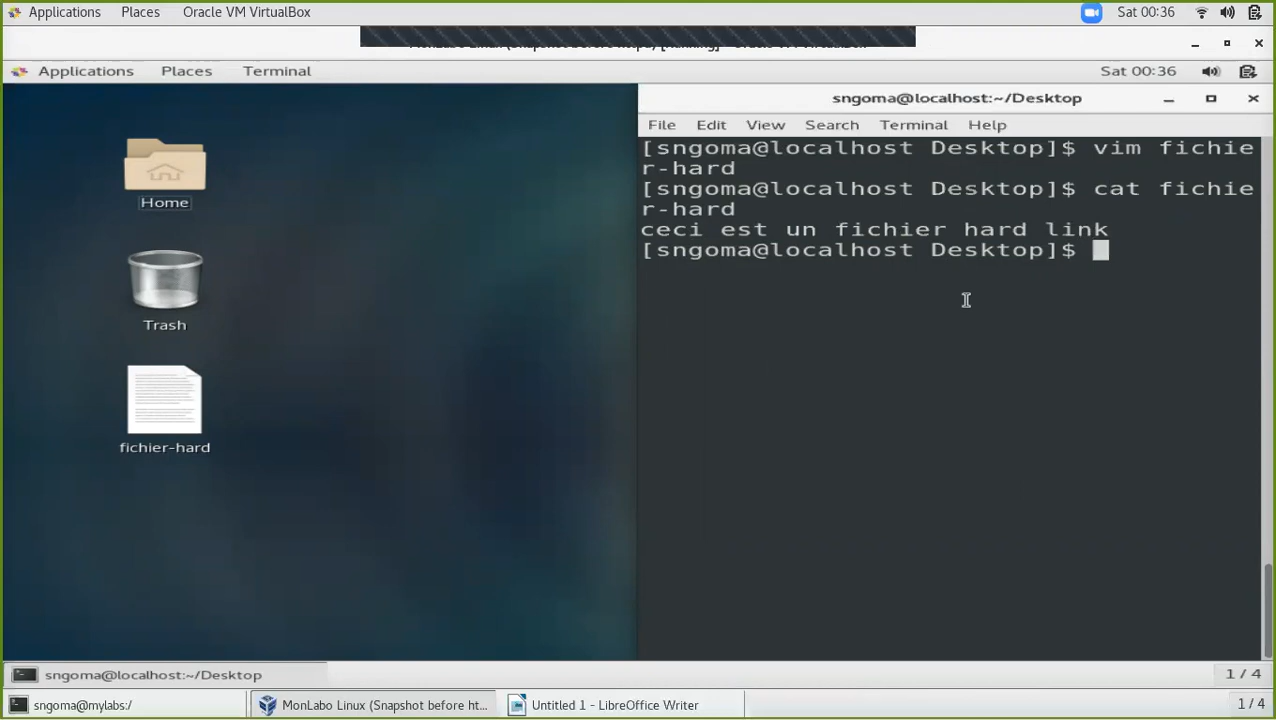 Applications Places Oracle VM VirtualBox Sat 00:36
Applications Places Terminal Sat 00:36
sngoma@localhost:~/Desktop
File Edit View Search Terminal Help
[sngoma@localhost Desktop]$ vim fichie
r-hard
[sngoma@localhost Desktop]$ cat fichie
r-hard
ceci est un fichier hard link
[sngoma@localhost Desktop]$
Home
Trash
fichier-hard
sngoma@localhost:~/Desktop 1 / 4
sngoma@mylabs:/ MonLabo Linux (Snapshot before ht... Untitled 1 - LibreOffice Writer 1 / 4